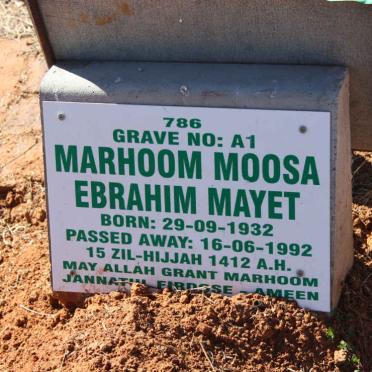 786
GRAVE NO: A1
MARHOOM MOOSA
EBRAHIM MAYET
BORN: 29-09-1932
PASSED AWAY: 16-06-1992
15 ZIL-HIJJAH 1412 A.H.
MAY ALLAH GRANT MARHOOM
JANNATUL FIRDOSE AMEEN